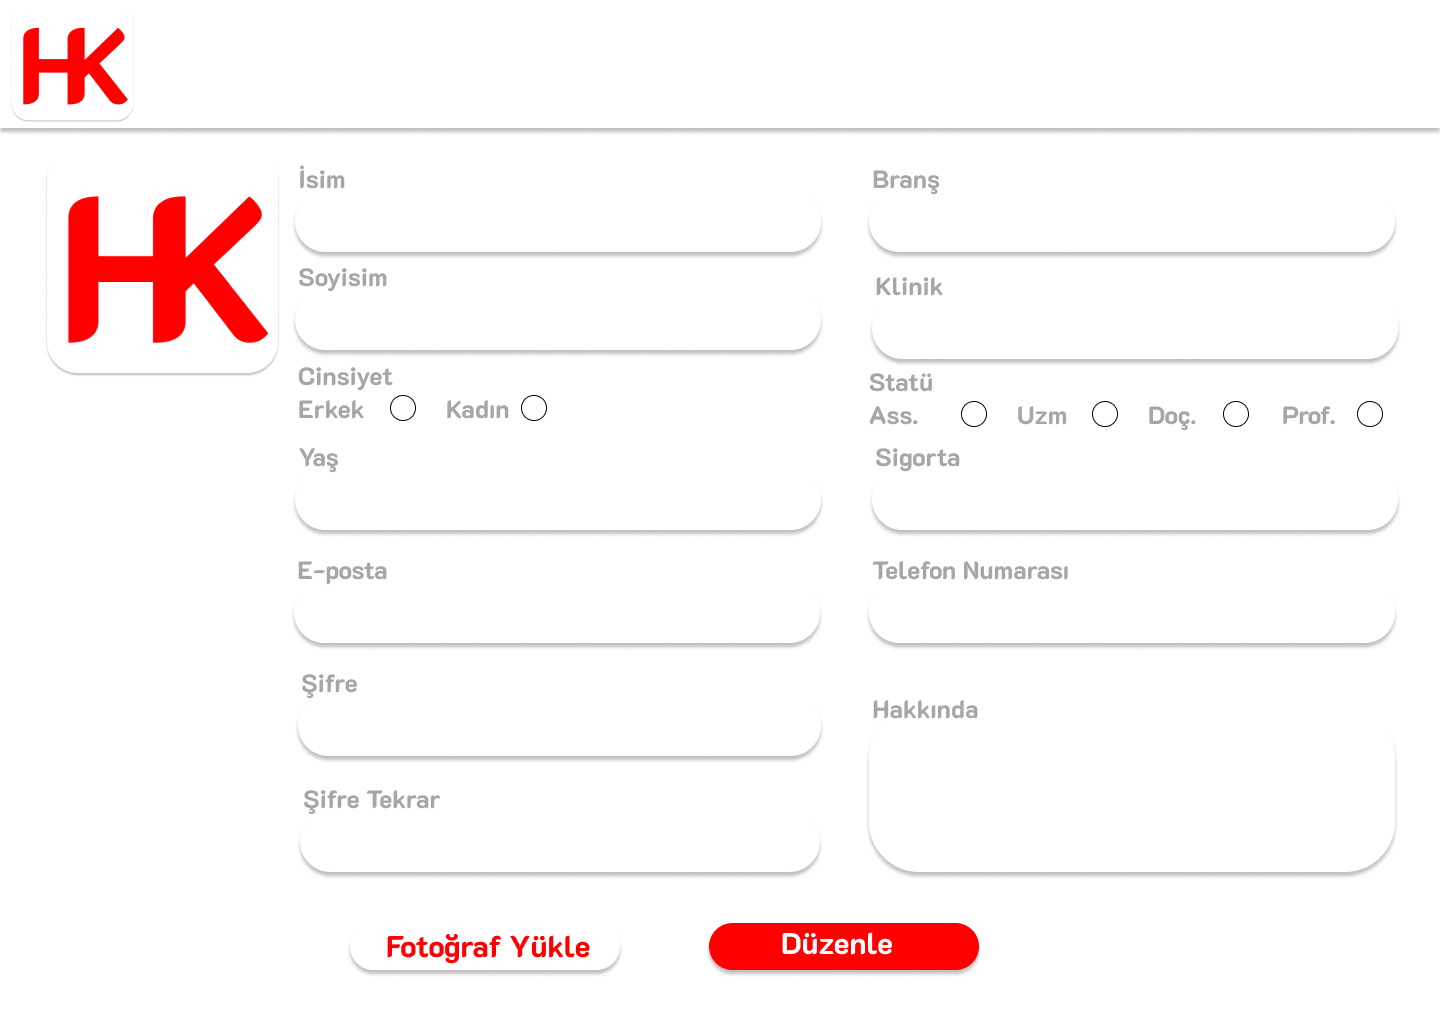 HK
HK
İsim
Soyisim
Cinsiyet
Erkek Kadın
Yaş
E-posta
Şifre
Şifre Tekrar
Branş
Klinik
Statü
Ass. Uzm Doç. Prof.
Sigorta
Telefon Numarası
Hakkında
Fotoğraf Yükle
Düzenle